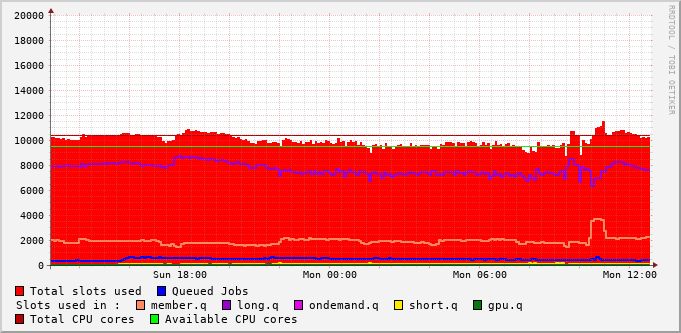 RRDTOOL / TOBI OETIKER
20000
18000
16000
14000
12000
10000
8000
6000
4000
2000
0
Sun 18:00 Mon 00:00 Mon 06:00 Mon 12:00
Total slots used Queued Jobs
Slots used in : member.q long.q ondemand.q short.q gpu.q
Total CPU cores Available CPU cores